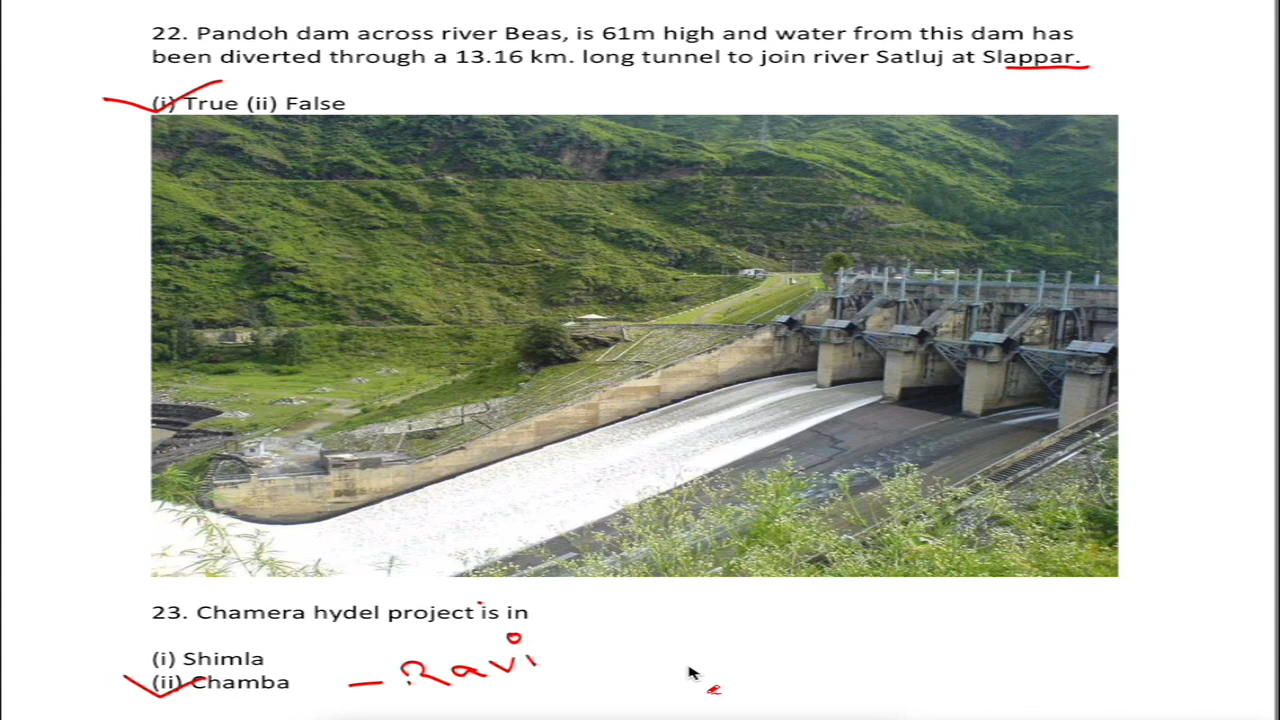 22. Pandoh dam across river Beas, is 61m high and water from this dam has
been diverted through a 13.16 km. long tunnel to join river Satluj at Slappar.
(i) True (ii) False
23. Chamera hydel project is in
(i) Shimla
(ii) Chamba - Ravi